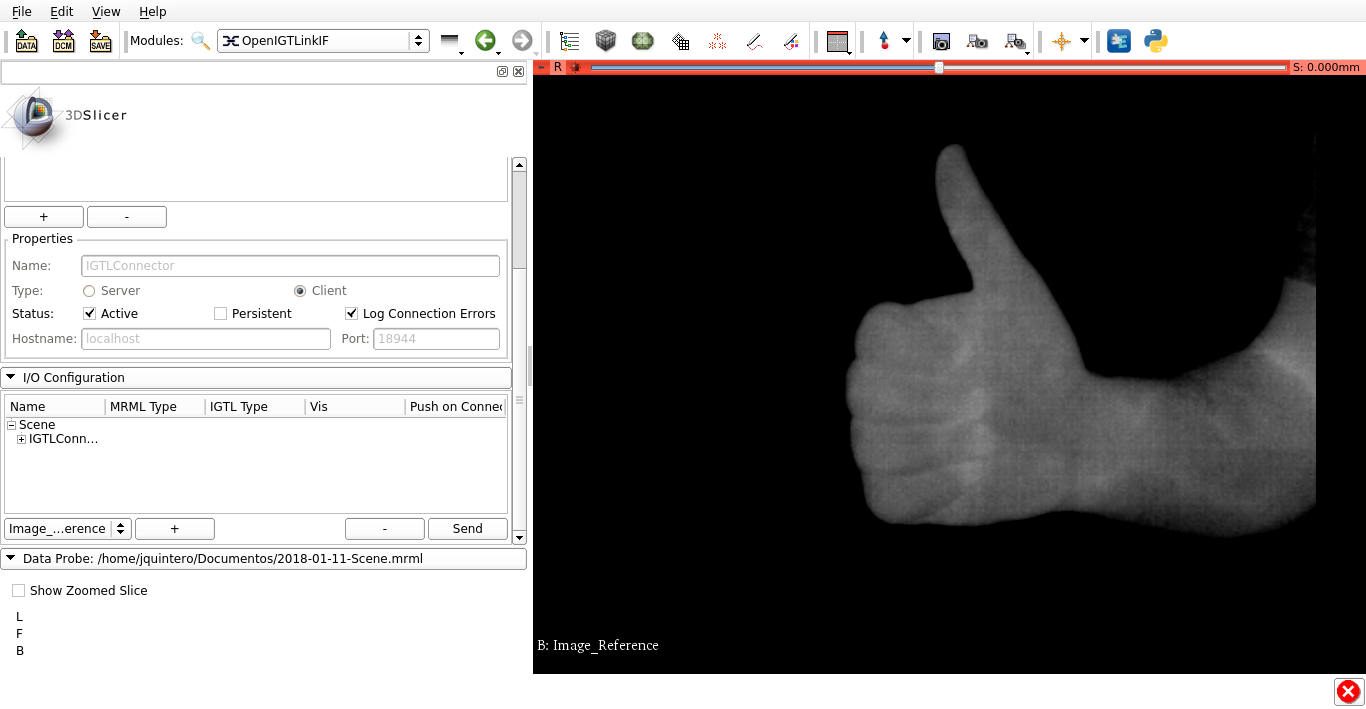 File Edit View Help
DATA DCM SAVE Modules: OpenIGTLinkIF
R S: 0.000mm
3DSlicer
+ -
Properties
Name: IGTLConnector
Type: Server Client
Status: Active Persistent Log Connection Errors
Hostname: localhost Port: 18944
I/O Configuration
Name MRML Type IGTL Type Vis Push on Connec
Scene
IGTLConn...
Image_...erence + - Send
Data Probe: /home/jquintero/Documentos/2018-01-11-Scene.mrml
Show Zoomed Slice
L
F
B
B: Image_Reference